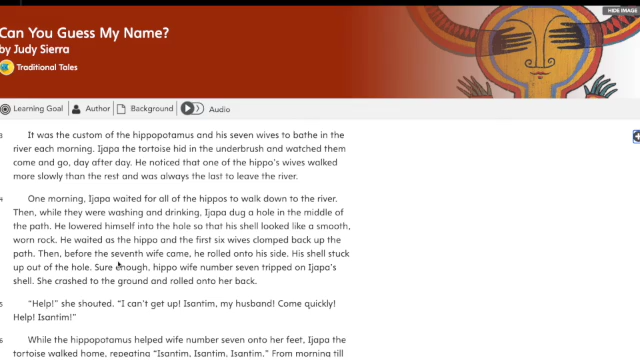 HIDE IMAGE
Can You Guess My Name?
by Judy Sierra
Traditional Tales
Learning Goal
Author
Background
Audio
3
It was the custom of the hippopotamus and his seven wives to bathe in the
river each morning. Ijapa the tortoise hid in the underbrush and watched them
come and go, day after day. He noticed that one of the hippo's wives walked
more slowly than the rest and was always the last to leave the river.
4
One morning, Ijapa waited for all of the hippos to walk down to the river.
Then, while they were washing and drinking, Ijapa dug a hole in the middle of
the path. He lowered himself into the hole so that his shell looked like a smooth,
worn rock. He waited as the hippo and the first six wives clomped back up the
path. Then, before the seventh wife came, he rolled onto his side. His shell stuck
up out of the hole. Sure enough, hippo wife number seven tripped on Ijapa's
shell. She crashed to the ground and rolled onto her back.
5
"Help!" she shouted. "I can't get up! Isantim, my husband! Come quickly!
Help! Isantim!"
6
While the hippopotamus helped wife number seven onto her feet, Ijapa the
tortoise walked home, repeating "Isantim, Isantim, Isantim." From morning till